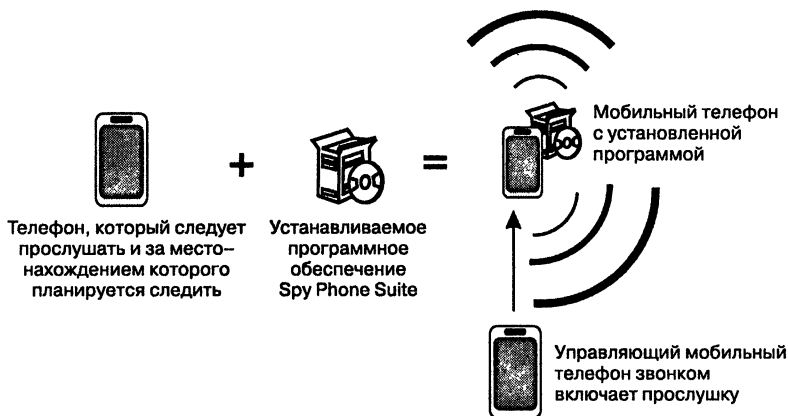 Телефон, который следует
прослушать и за место-
нахождением которого
планируется следить
+
Устанавливаемое
программное
обеспечение
Spy Phone Suite
=
Мобильный телефон
с установленной
программой
Управляющий мобильный
телефон звонком
включает прослушку